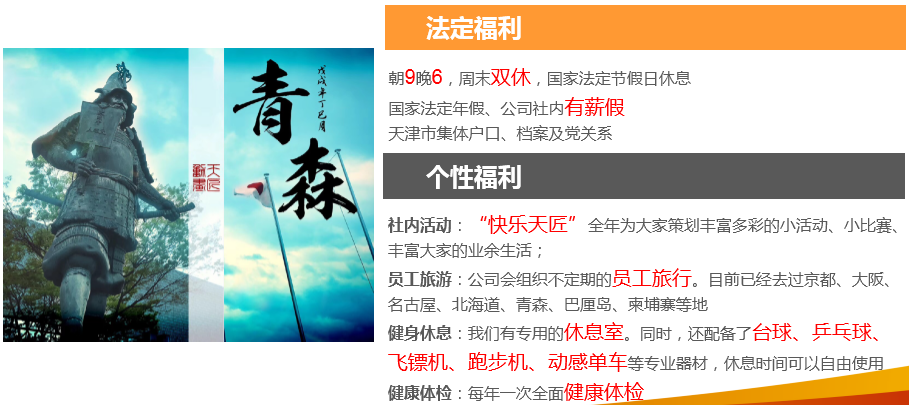 青森
戊戌年丁巳月
天匠動畫
法定福利
朝9晚6，周末双休，国家法定节假日休息
国家法定年假、公司社内有薪假
天津市集体户口、档案及党关系
个性福利
社内活动：“快乐天匠”全年为大家策划丰富多彩的小活动、小比赛、
丰富大家的业余生活；
员工旅游：公司会组织不定期的员工旅行。目前已经去过京都、大阪、
名古屋、北海道、青森、巴厘岛、柬埔寨等地
健身休息：我们有专用的休息室。同时，还配备了台球、乒乓球、
飞镖机、跑步机、动感单车等专业器材，休息时间可以自由使用
健康体检：每年一次全面健康体检